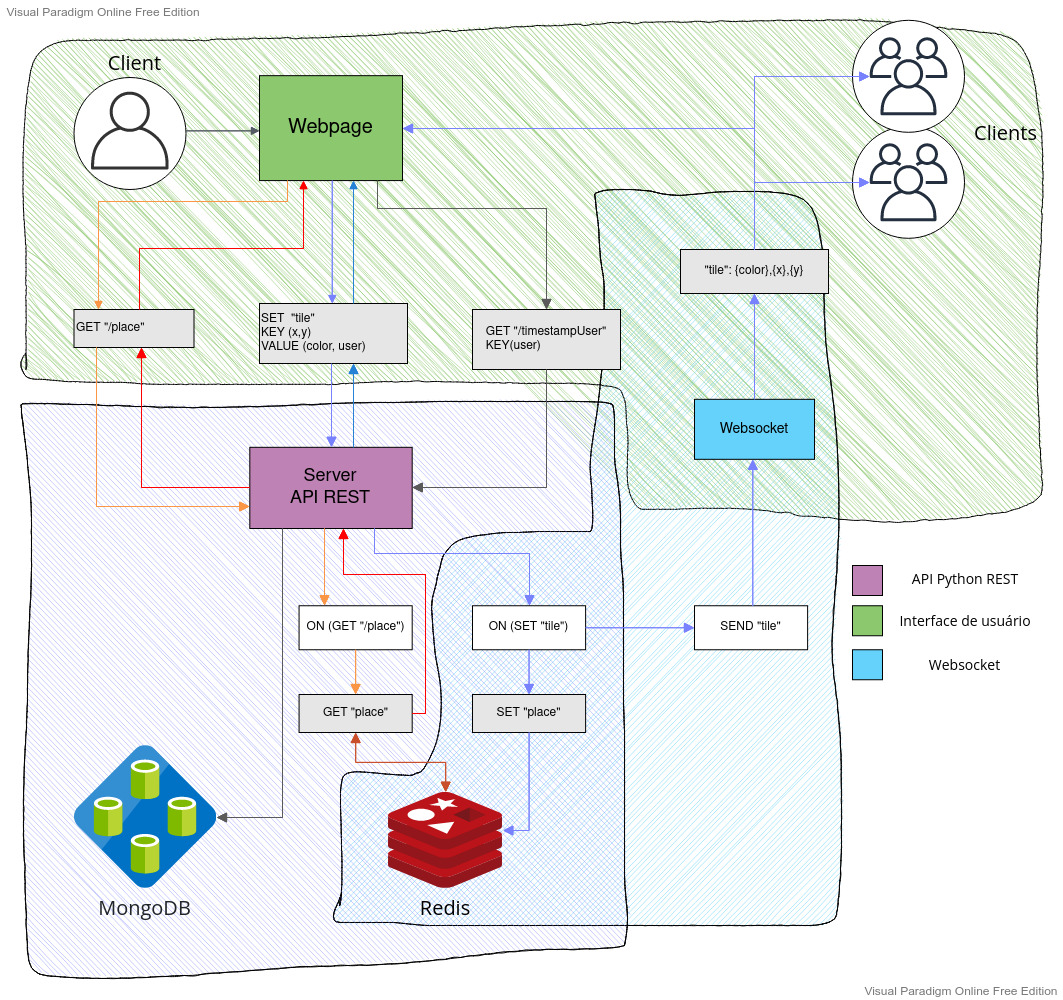 Visual Paradigm Online Free Edition
Client
Webpage
Clients
"tile": {color},{x},{y}
GET "/place"
SET "tile"
KEY (x,y)
VALUE (color, user)
GET "/timestampUser"
KEY(user)
Websocket
Server
API REST
API Python REST
Interface de usuário
Websocket
ON (GET "/place")
ON (SET "tile")
SEND "tile"
GET "place"
SET "place"
MongoDB
Redis
Visual Paradigm Online Free Edition